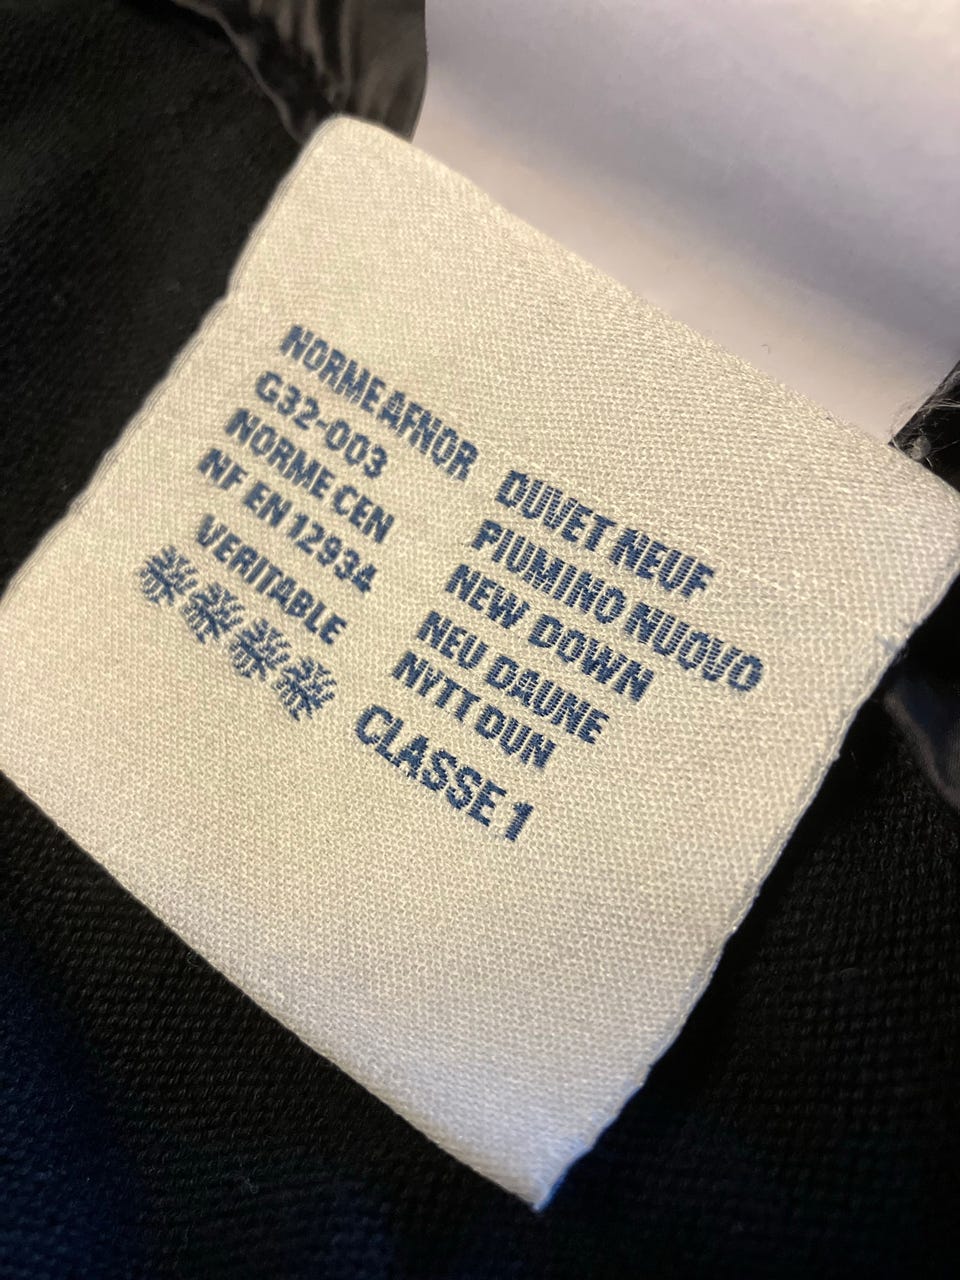 NORME AFNOR
G32-003
NORME CEN
NF EN 12934
VERITABLE
DUVET NEUF
PIUMINO NUOVO
NEW DOWN
NEU DAUNE
NYTT DUN
CLASSE 1